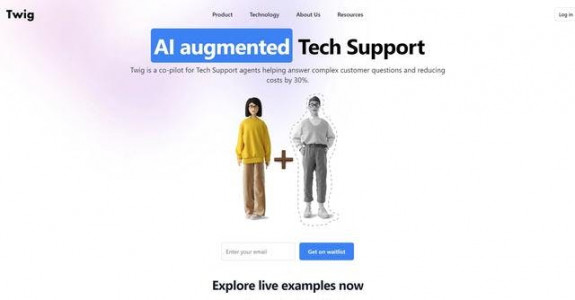 Twig
Product Technology About Us Resources
Log in
AI augmented Tech Support
Twig is a co-pilot for Tech Support agents helping answer complex customer questions and reducing
costs by 30%.
Enter your email
Get on waitlist
Explore live examples now